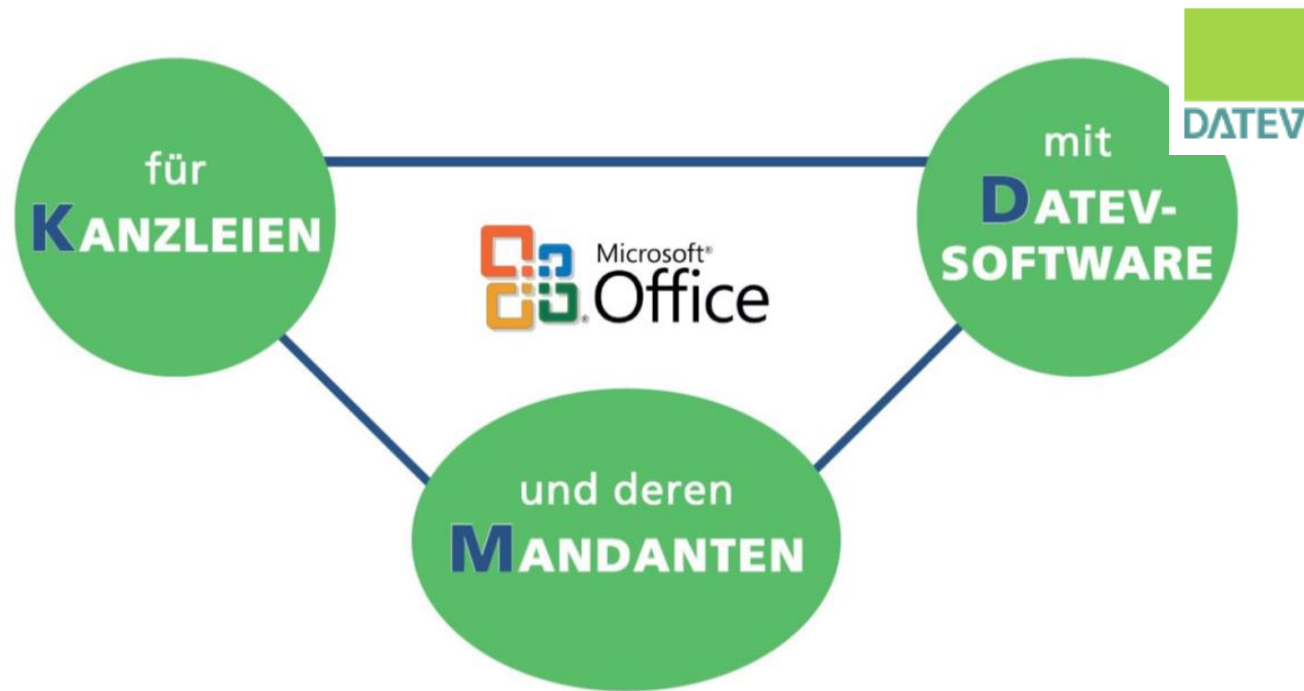 für
KANZLEIEN
mit
DATEV-
SOFTWARE
DATEV
Microsoft®
Office
und deren
MANDANTEN